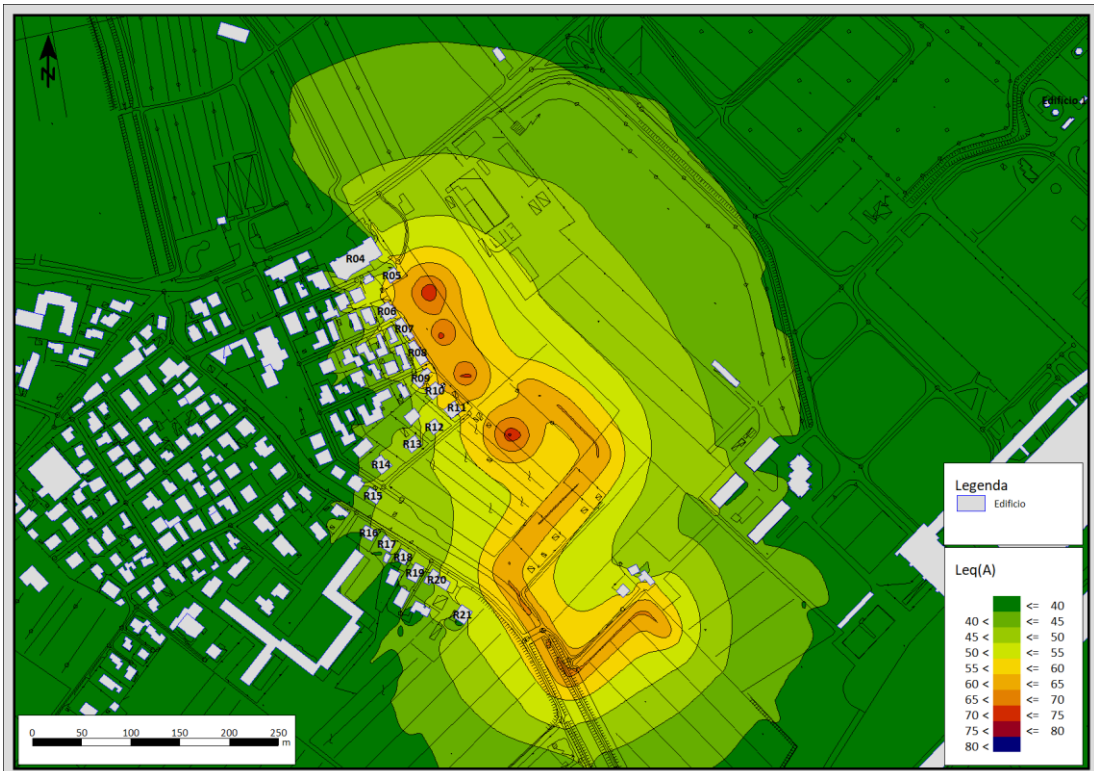 N
Edificio
R04
R05
R06
R07
R08
R09
R10
R11
R12
R13
R14
R15
R16
R17
R18
R19
R20
R21
Legenda
Edificio
Leq(A)
<= 40
40 < <= 45
45 < <= 50
50 < <= 55
55 < <= 60
60 < <= 65
65 < <= 70
70 < <= 75
75 < <= 80
80 <
0 50 100 150 200 250
m